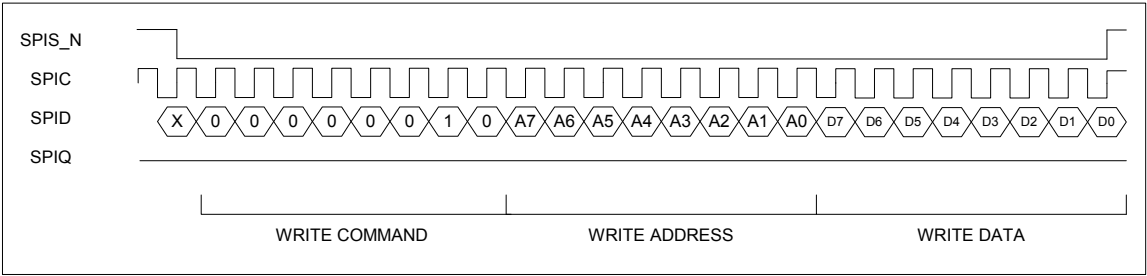 SPIS_N
SPIC
SPID X 0 0 0 0 0 0 1 0 A7 A6 A5 A4 A3 A2 A1 A0 D7 D6 D5 D4 D3 D2 D1 D0
SPIQ
WRITE COMMAND WRITE ADDRESS WRITE DATA